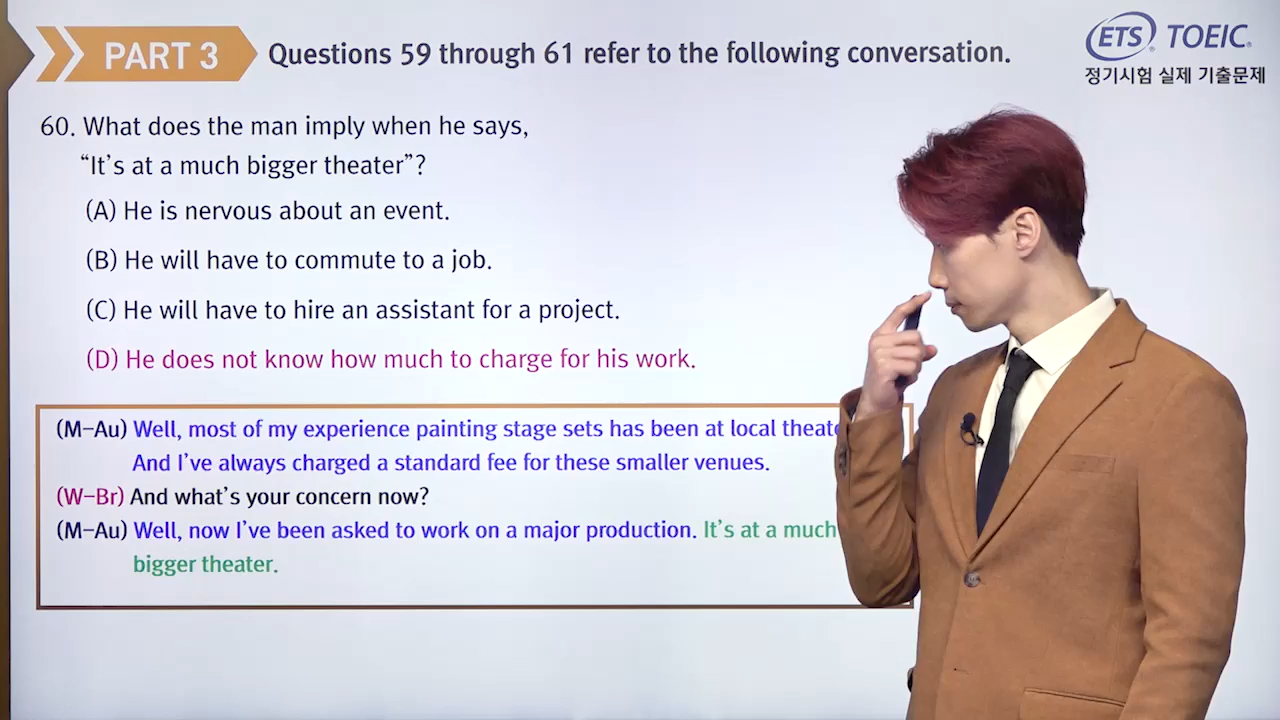 PART 3
Questions 59 through 61 refer to the following conversation.
ETS TOEIC
정기시험 실제 기출문제
60. What does the man imply when he says,
“It’s at a much bigger theater”?
(A) He is nervous about an event.
(B) He will have to commute to a job.
(C) He will have to hire an assistant for a project.
(D) He does not know how much to charge for his work.
(M–Au) Well, most of my experience painting stage sets has been at local
And I’ve always charged a standard fee for these smaller venues.
(W–Br) And what’s your concern now?
(M–Au) Well, now I’ve been asked to work on a major production. It’s at a much
bigger theater.